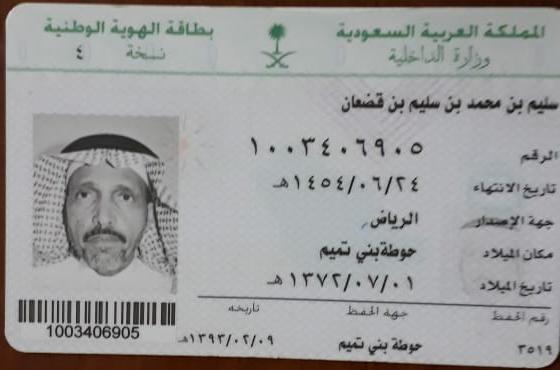 المملكة العربية السعودية
وزارة الداخلية
بطاقة الهوية الوطنية
نسخة ٤
سليم بن محمد بن سليم بن قضعان
الرقم ١٠٠٣٤٠٦٩٠٥
تاريخ الانتهاء ١٤٥٤/٠٦/٢٤هـ
جهة الإصدار الرياض
مكان الميلاد حوطة بني تميم
تاريخ الميلاد ١٣٧٢/٠٧/٠١هـ
رقم الحفظ جهة الحفظ تاريخه
٣٥١٩ حوطة بني تميم ١٣٩٣/٠٢/٠٩هـ
1003406905